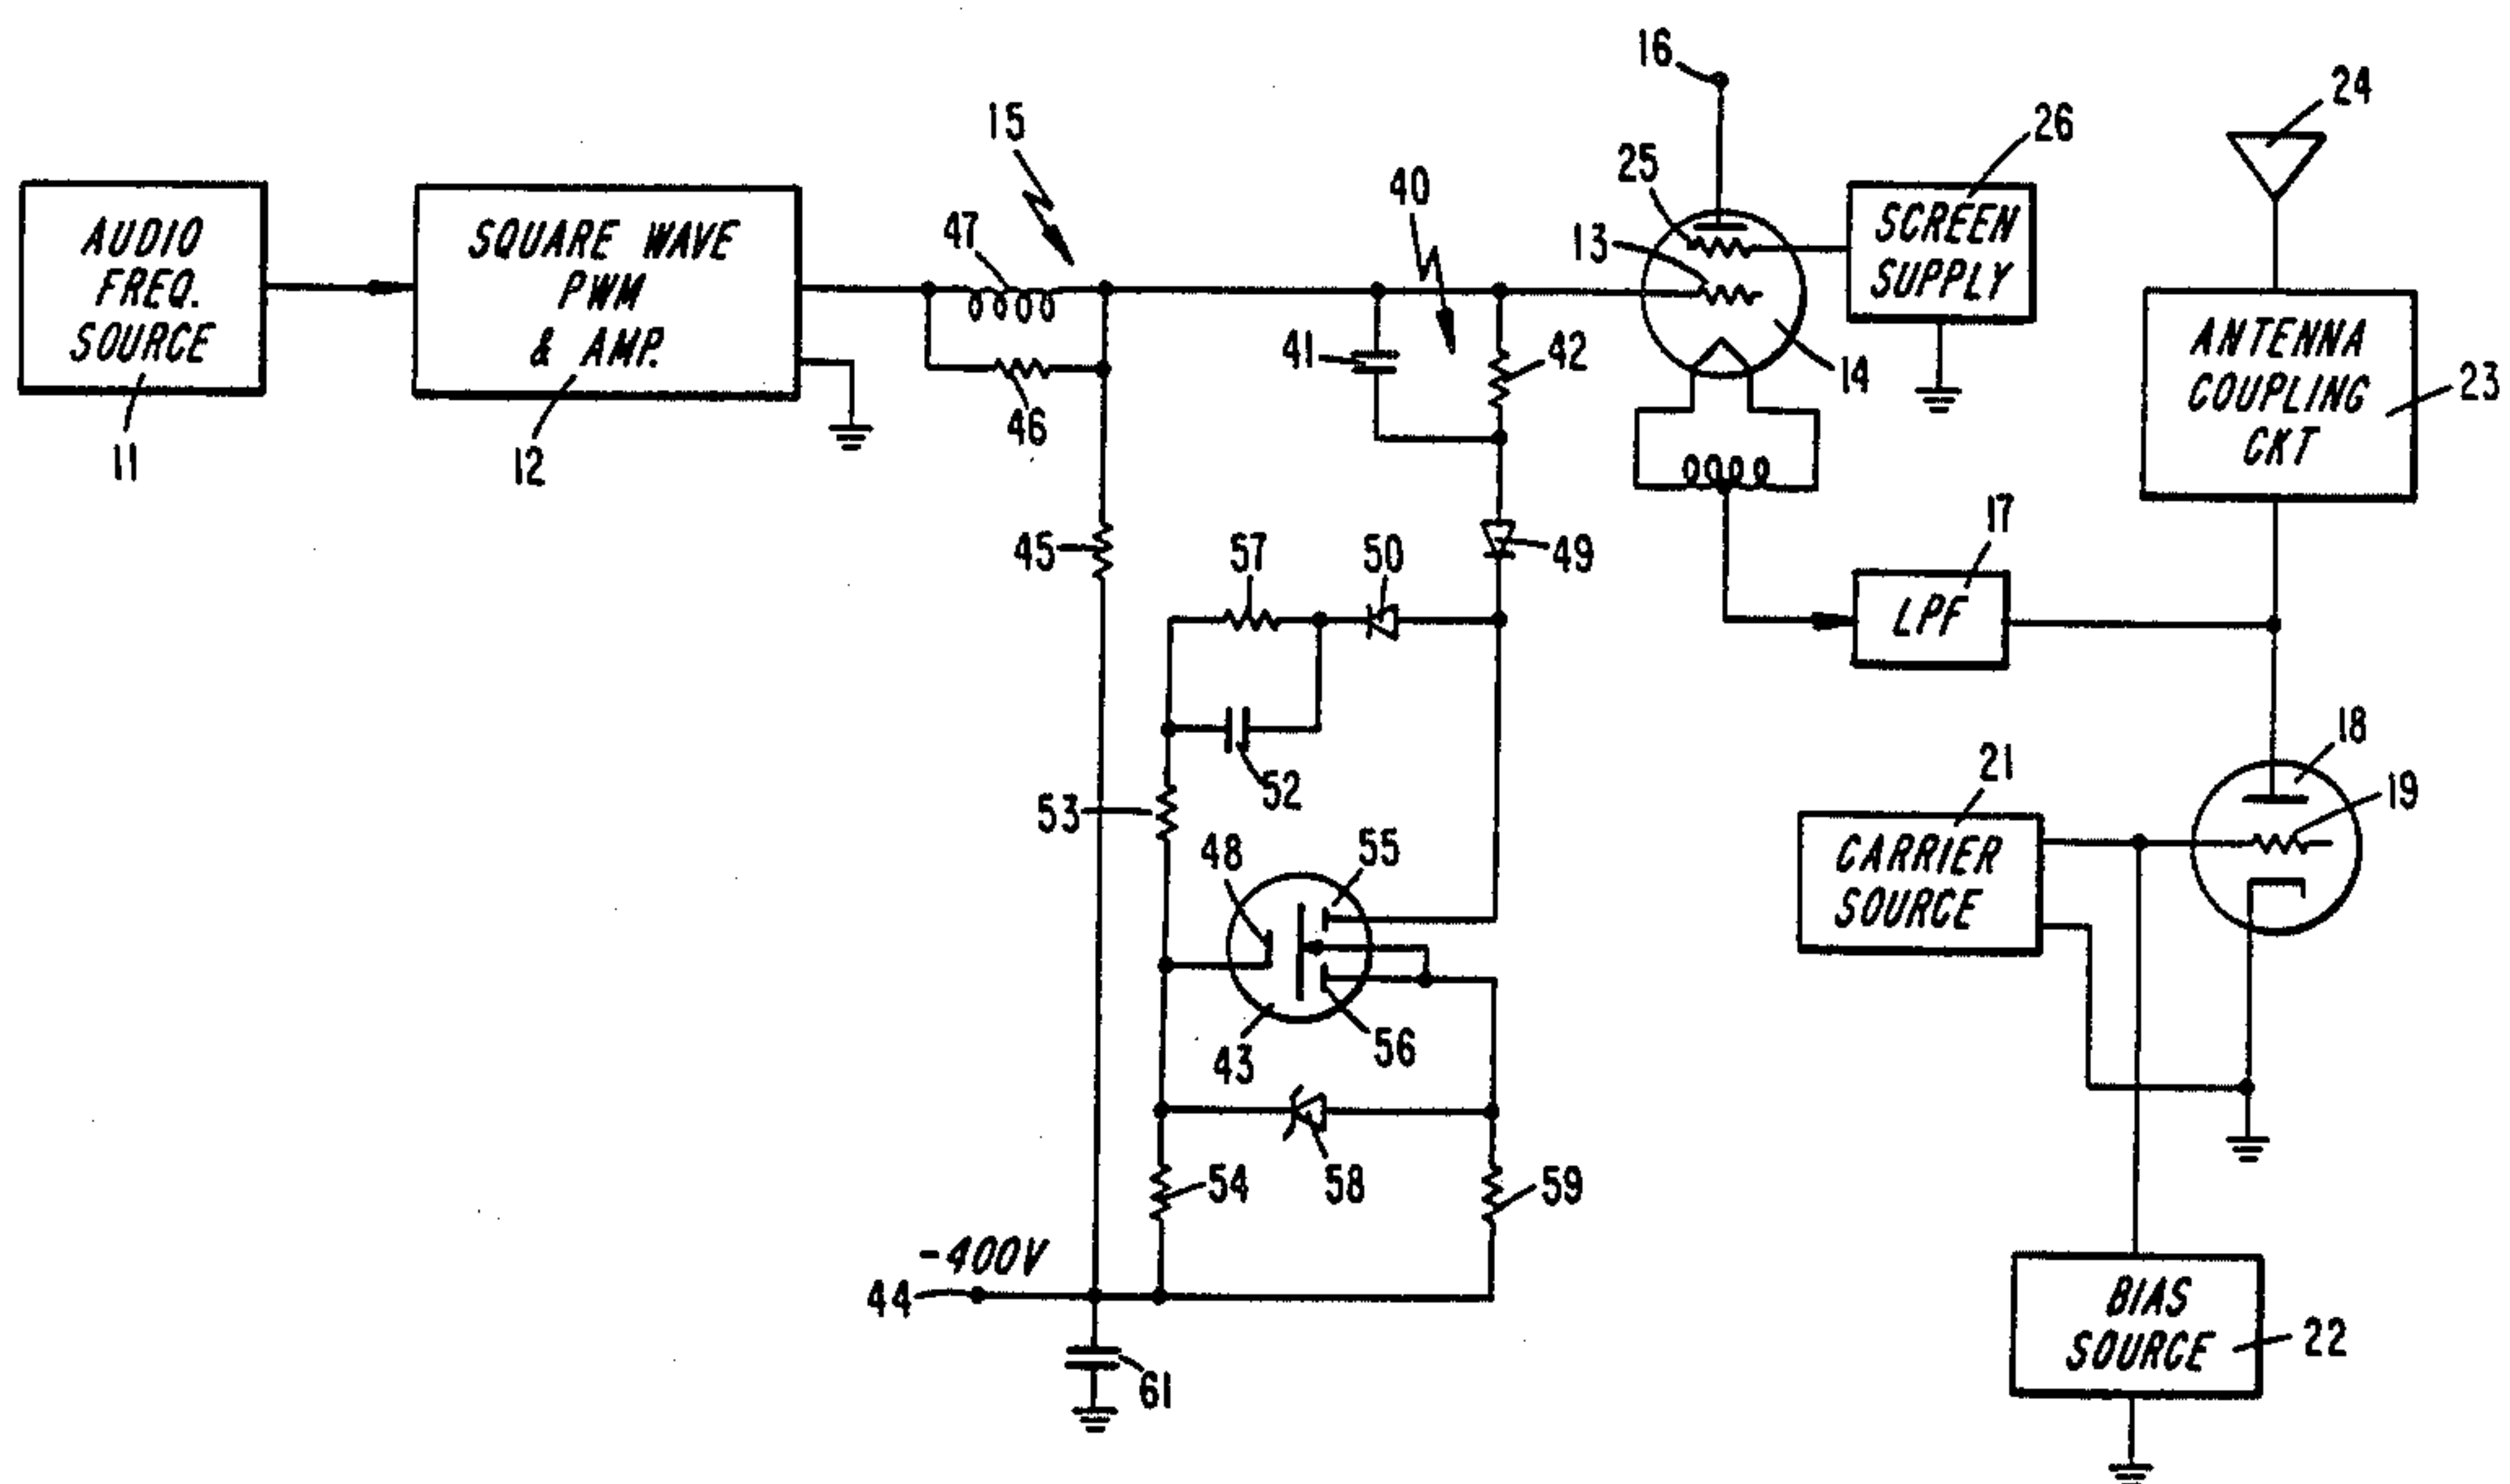 16
24
15
26
25
40
AUDIO
FREQ.
SOURCE
SQUARE WAVE
PWM
& AMP.
47
13
SCREEN
SUPPLY
41
42
14
ANTENNA
COUPLING
CKT
23
46
11
12
17
45
57
50
49
LPF
18
21
52
19
53
48
55
CARRIER
SOURCE
43
56
54
58
59
-400V
44
BIAS
SOURCE
22
61